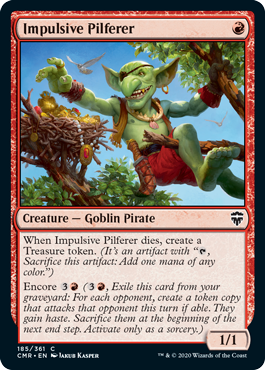 Impulsive Pilferer
Creature — Goblin Pirate
When Impulsive Pilferer dies, create a
Treasure token. (It's an artifact with ",
Sacrifice this artifact: Add one mana of any
color.")
Encore 3 (3, Exile this card from your
graveyard: For each opponent, create a token copy
that attacks that opponent this turn if able. They
gain haste. Sacrifice them at the beginning of the
next end step. Activate only as a sorcery.)
1/1
185/361 C
CMR • EN Jakub Kasper
™ & © 2020 Wizards of the Coast